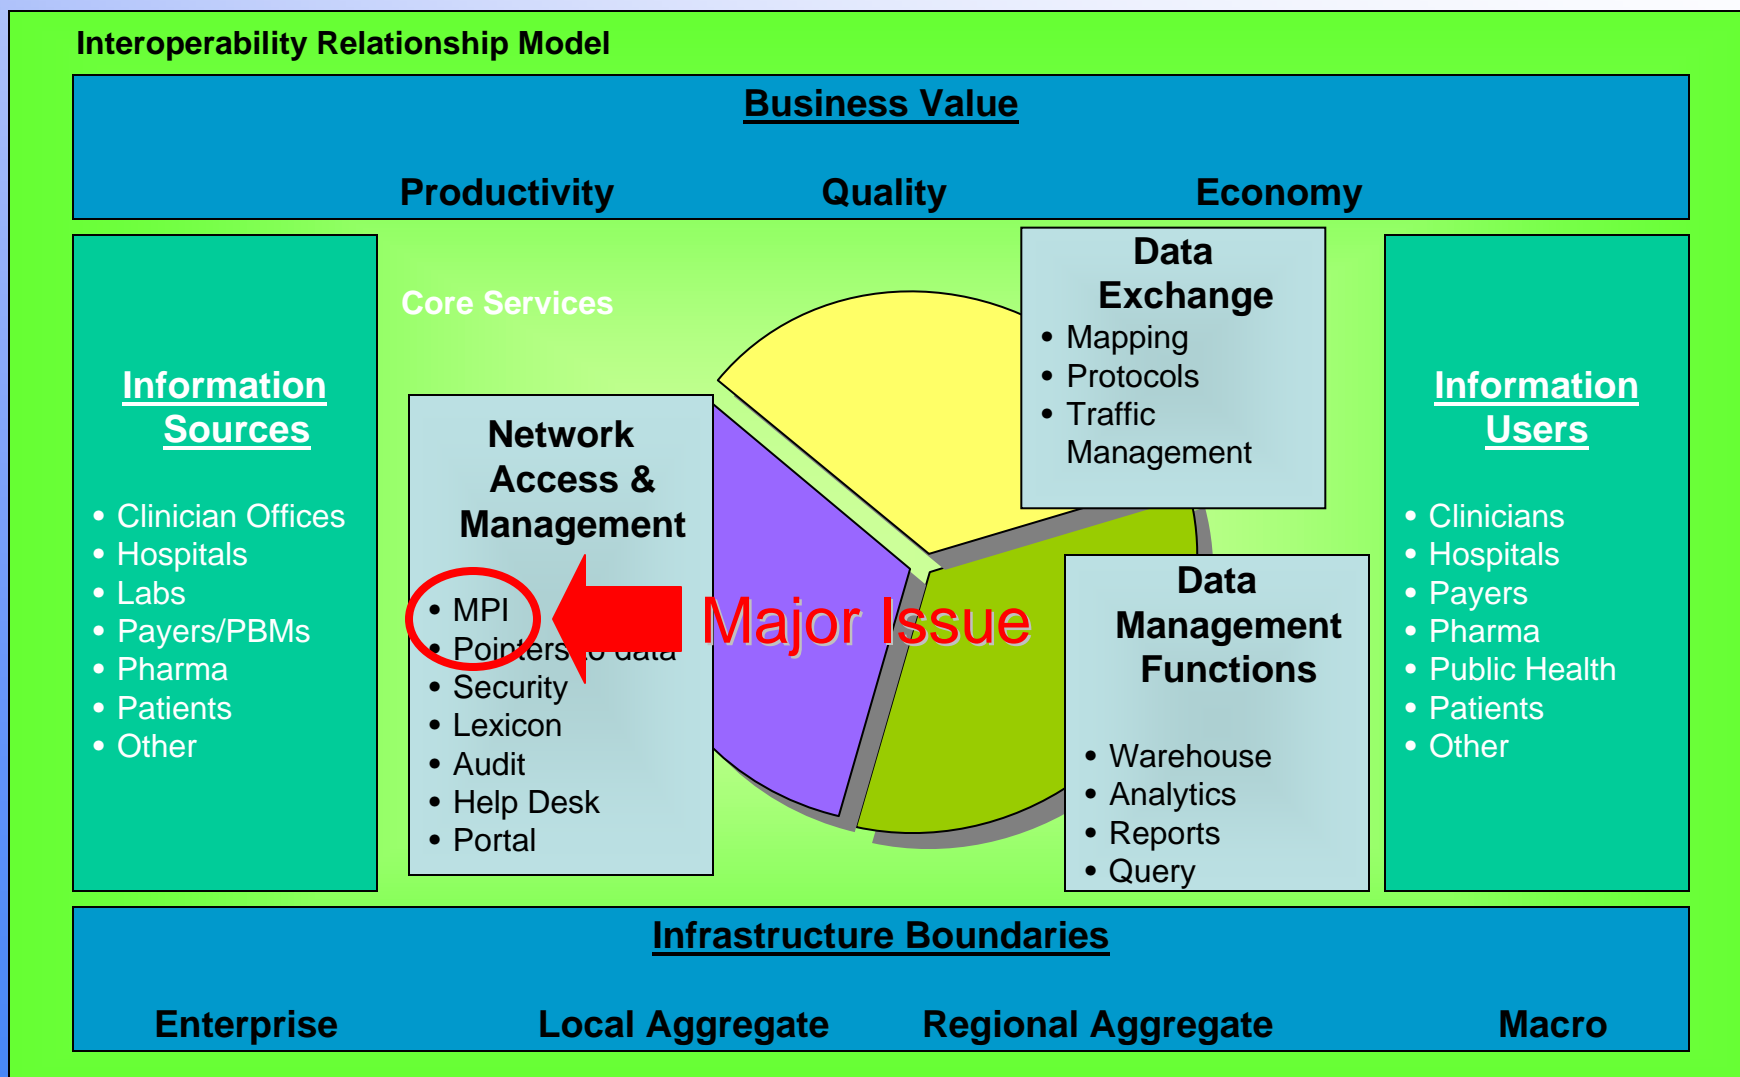 Interoperability Relationship Model
Business Value
Productivity Quality Economy
Information
Sources
• Clinician Offices
• Hospitals
• Labs
• Payers/PBMs
• Pharma
• Patients
• Other
Core Services
Network
Access &
Management
• MPI
• Pointers to data
• Security
• Lexicon
• Audit
• Help Desk
• Portal
Major Issue
Data
Exchange
• Mapping
• Protocols
• Traffic
Management
Data
Management
Functions
• Warehouse
• Analytics
• Reports
• Query
Information
Users
• Clinicians
• Hospitals
• Payers
• Pharma
• Public Health
• Patients
• Other
Infrastructure Boundaries
Enterprise Local Aggregate Regional Aggregate Macro